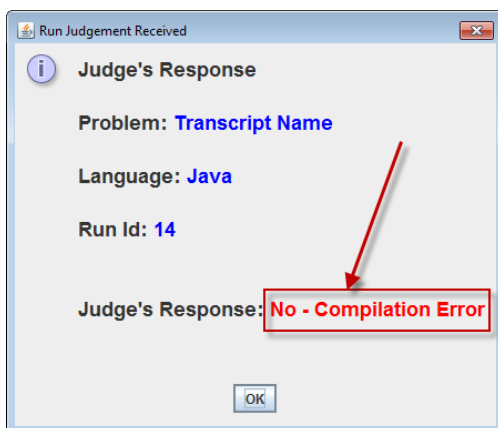 Run Judgement Received
Judge's Response
Problem: Transcript Name
Language: Java
Run Id: 14
Judge's Response: No - Compilation Error
OK